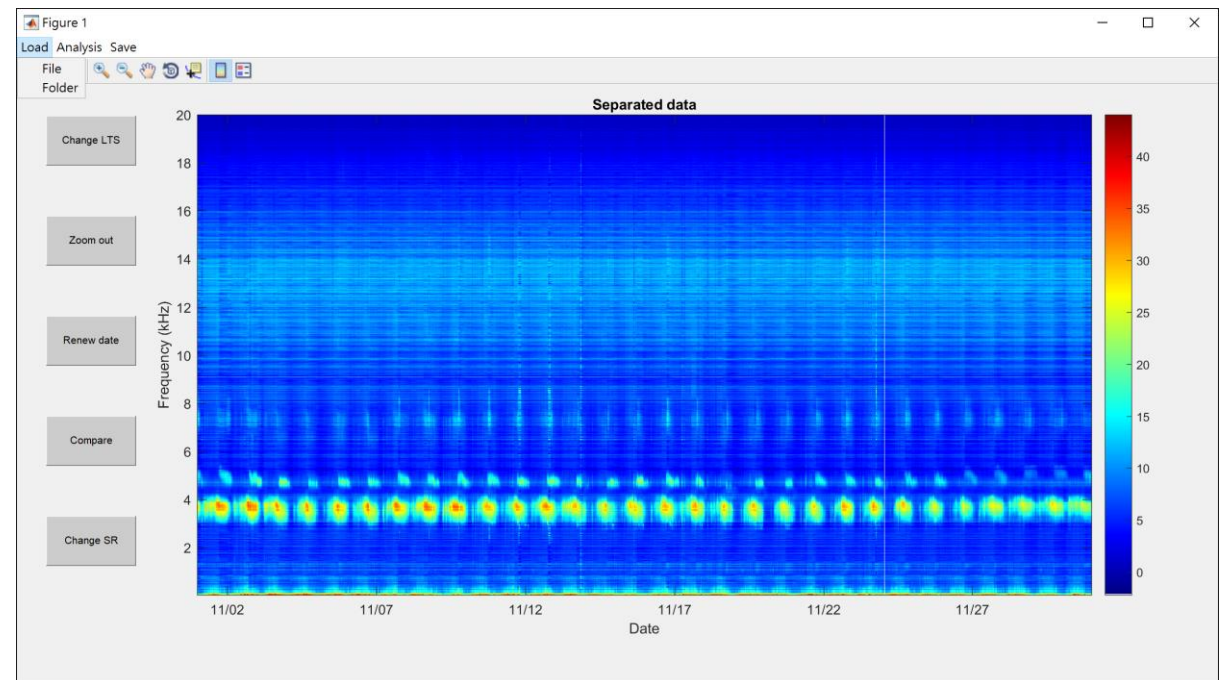 Figure 1
Load Analysis Save
File
Folder
Separated data
Change LTS
Zoom out
Renew date
Compare
Change SR
Frequency (kHz)
20
18
16
14
12
10
8
6
4
2
11/02 11/07 11/12 11/17 11/22 11/27
Date
40
35
30
25
20
15
10
5
0